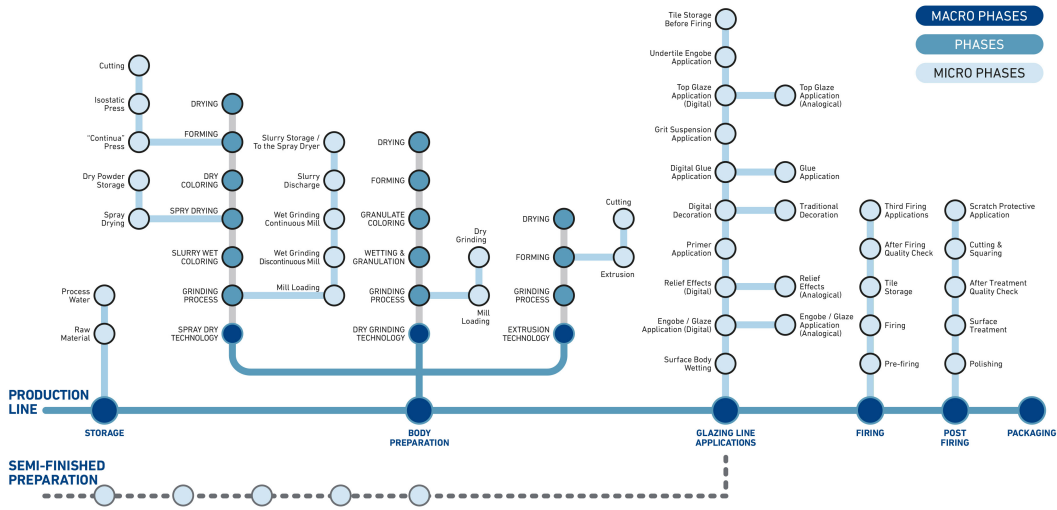 MACRO PHASES
PHASES
MICRO PHASES
Cutting
Isostatic
Press
"Continua"
Press
Dry Powder
Storage
Spray
Drying
Process
Water
Raw
Material
DRYING
FORMING
DRY
COLORING
SPRY DRYING
SLURRY WET
COLORING
GRINDING
PROCESS
SPRAY DRY
TECHNOLOGY
Slurry Storage /
To the Spray Dryer
Slurry
Discharge
Wet Grinding
Continuous Mill
Wet Grinding
Discontinuous Mill
Mill Loading
DRYING
FORMING
GRANULATE
COLORING
WETTING &
GRANULATION
GRINDING
PROCESS
DRY GRINDING
TECHNOLOGY
Dry
Grinding
Mill
Loading
DRYING
FORMING
GRINDING
PROCESS
EXTRUSION
TECHNOLOGY
Cutting
Extrusion
Tile Storage
Before Firing
Undertile Engobe
Application
Top Glaze
Application
(Digital)
Top Glaze
Application
(Analogical)
Grit Suspension
Application
Digital Glue
Application
Glue
Application
Digital
Decoration
Traditional
Decoration
Primer
Application
Relief Effects
(Digital)
Relief
Effects
(Analogical)
Engobe / Glaze
Application (Digital)
Engobe / Glaze
Application
(Analogical)
Surface Body
Wetting
Third Firing
Applications
After Firing
Quality Check
Tile
Storage
Firing
Pre-firing
Scratch Protective
Application
Cutting &
Squaring
After Treatment
Quality Check
Surface
Treatment
Polishing
PRODUCTION
LINE
STORAGE
BODY
PREPARATION
GLAZING LINE
APPLICATIONS
FIRING
POST
FIRING
PACKAGING
SEMI-FINISHED
PREPARATION